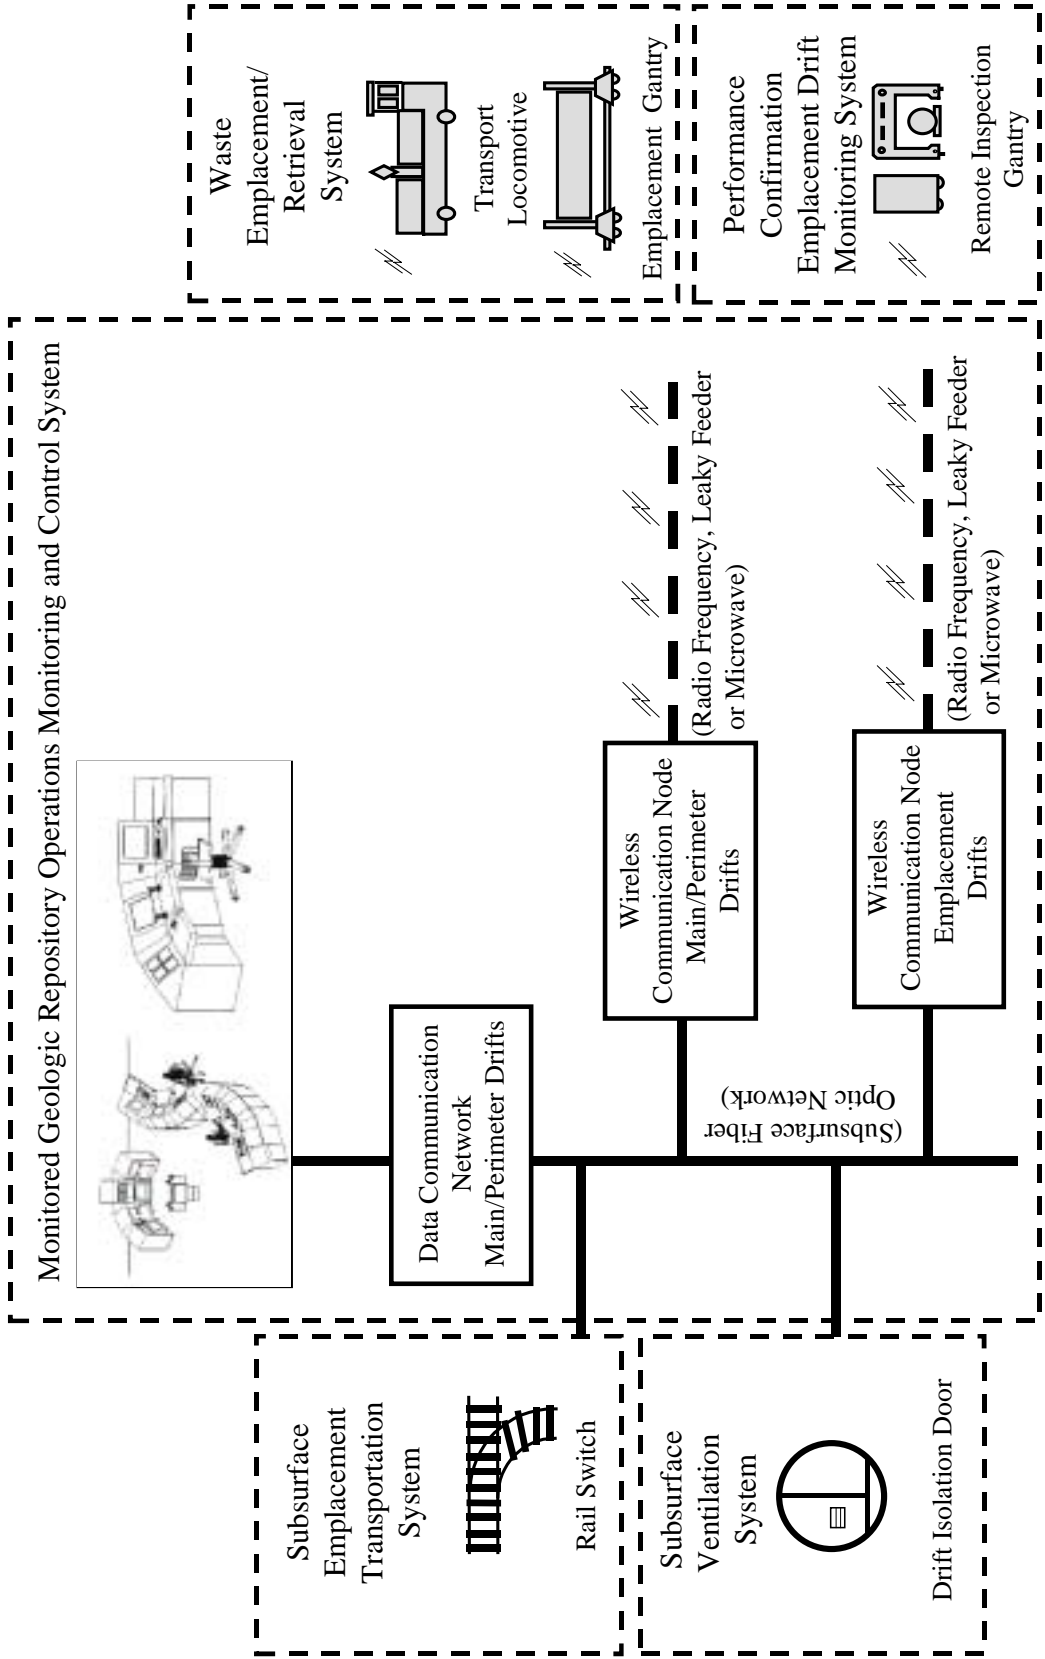 Monitored Geologic Repository Operations Monitoring and Control System
Subsurface
Emplacement
Transportation
System
Rail Switch
Subsurface
Ventilation
System
Drift Isolation Door
Data Communication
Network
Main/Perimeter Drifts
(Subsurface Fiber
Optic Network)
Wireless
Communication Node
Main/Perimeter
Drifts
(Radio Frequency, Leaky Feeder
or Microwave)
Wireless
Communication Node
Emplacement
Drifts
(Radio Frequency, Leaky Feeder
or Microwave)
Waste
Emplacement/
Retrieval
System
Transport
Locomotive
Emplacement Gantry
Performance
Confirmation
Emplacement Drift
Monitoring System
Remote Inspection
Gantry